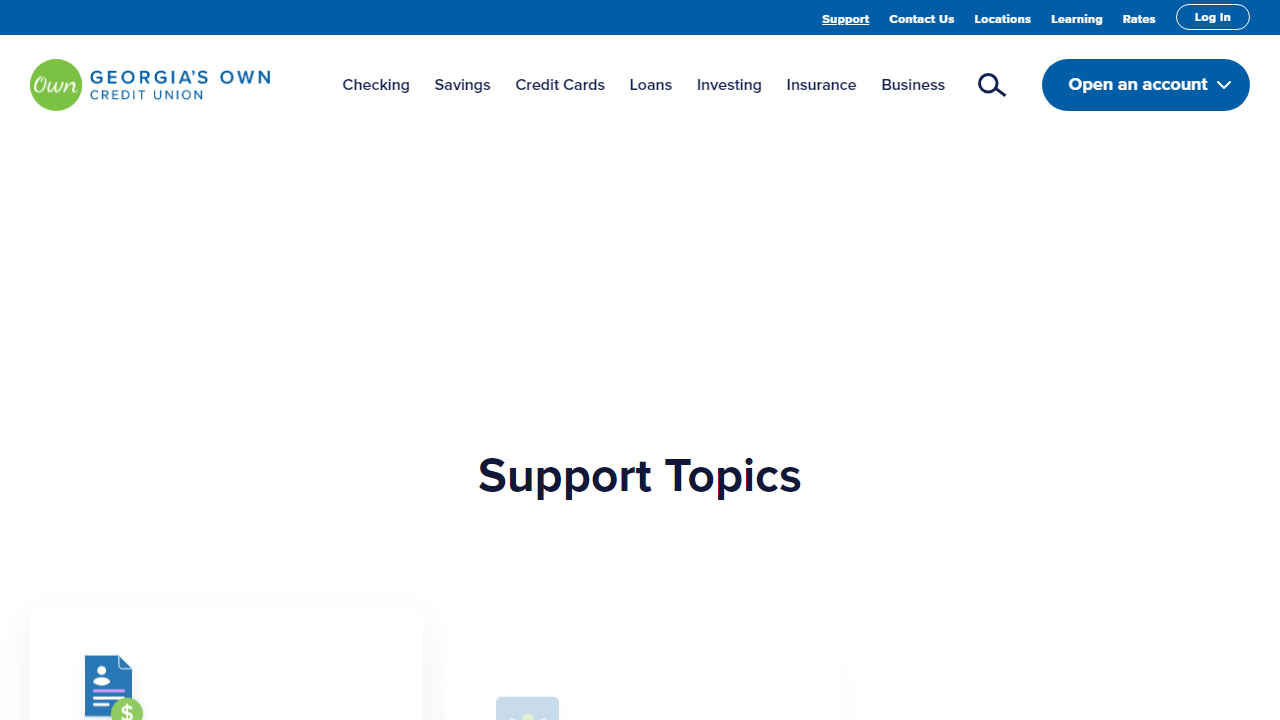 Support Contact Us Locations Learning Rates Log In
Own GEORGIA'S OWN
CREDIT UNION
Checking Savings Credit Cards Loans Investing Insurance Business Open an account
Support Topics
$